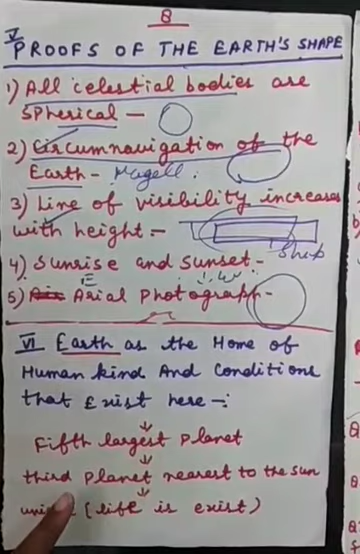 8
V
PROOFS OF THE EARTH'S SHAPE
1) All celestial bodies are
Spherical -
2) Circumnavigation of the
Earth - Magell.
3) Line of visibility increases
with height :-
Ship
4) Sunrise and Sunset -
E
5) Arial photograph -
VI Earth as the Home of
Human kind And Conditions
that Exist here -:
Fifth largest planet
third planet nearest to the sun
(life is exist)